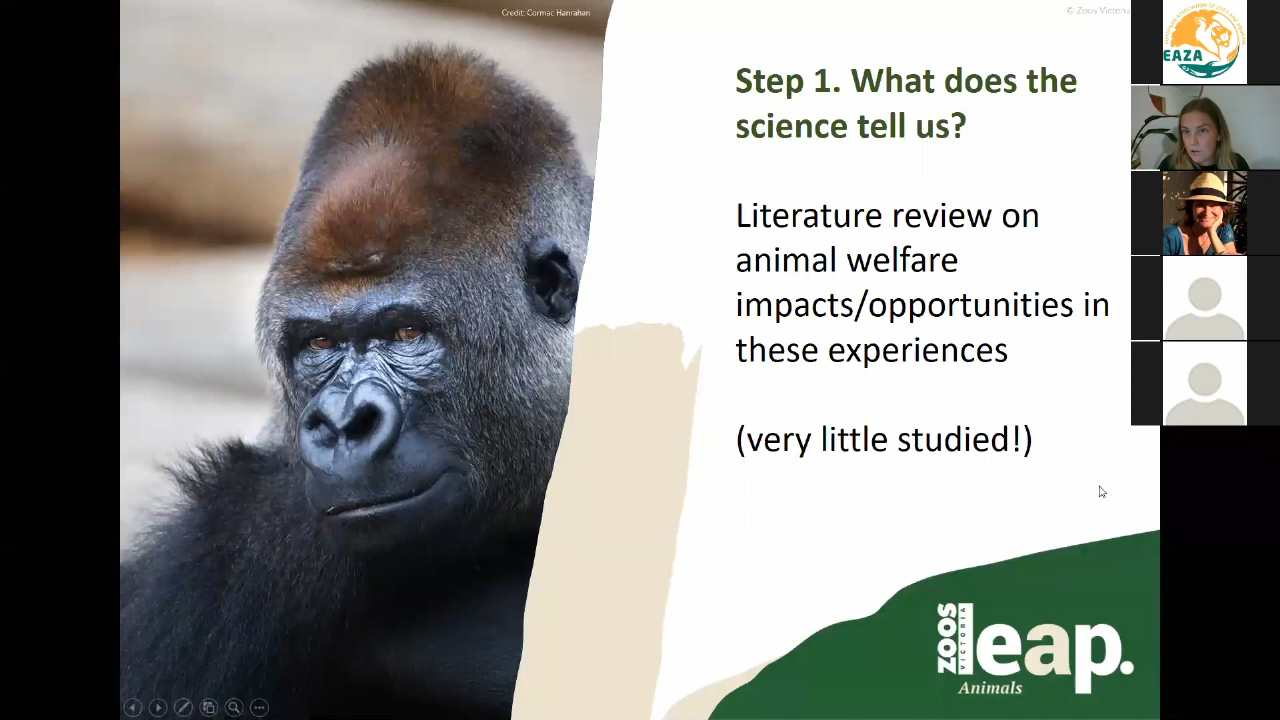 Credit: Cormac Hanrahan
© Zoos Victoria
EAZA
Step 1. What does the
science tell us?
Literature review on
animal welfare
impacts/opportunities in
these experiences
(very little studied!)
ZOOS
VICTORIA
leap.
Animals